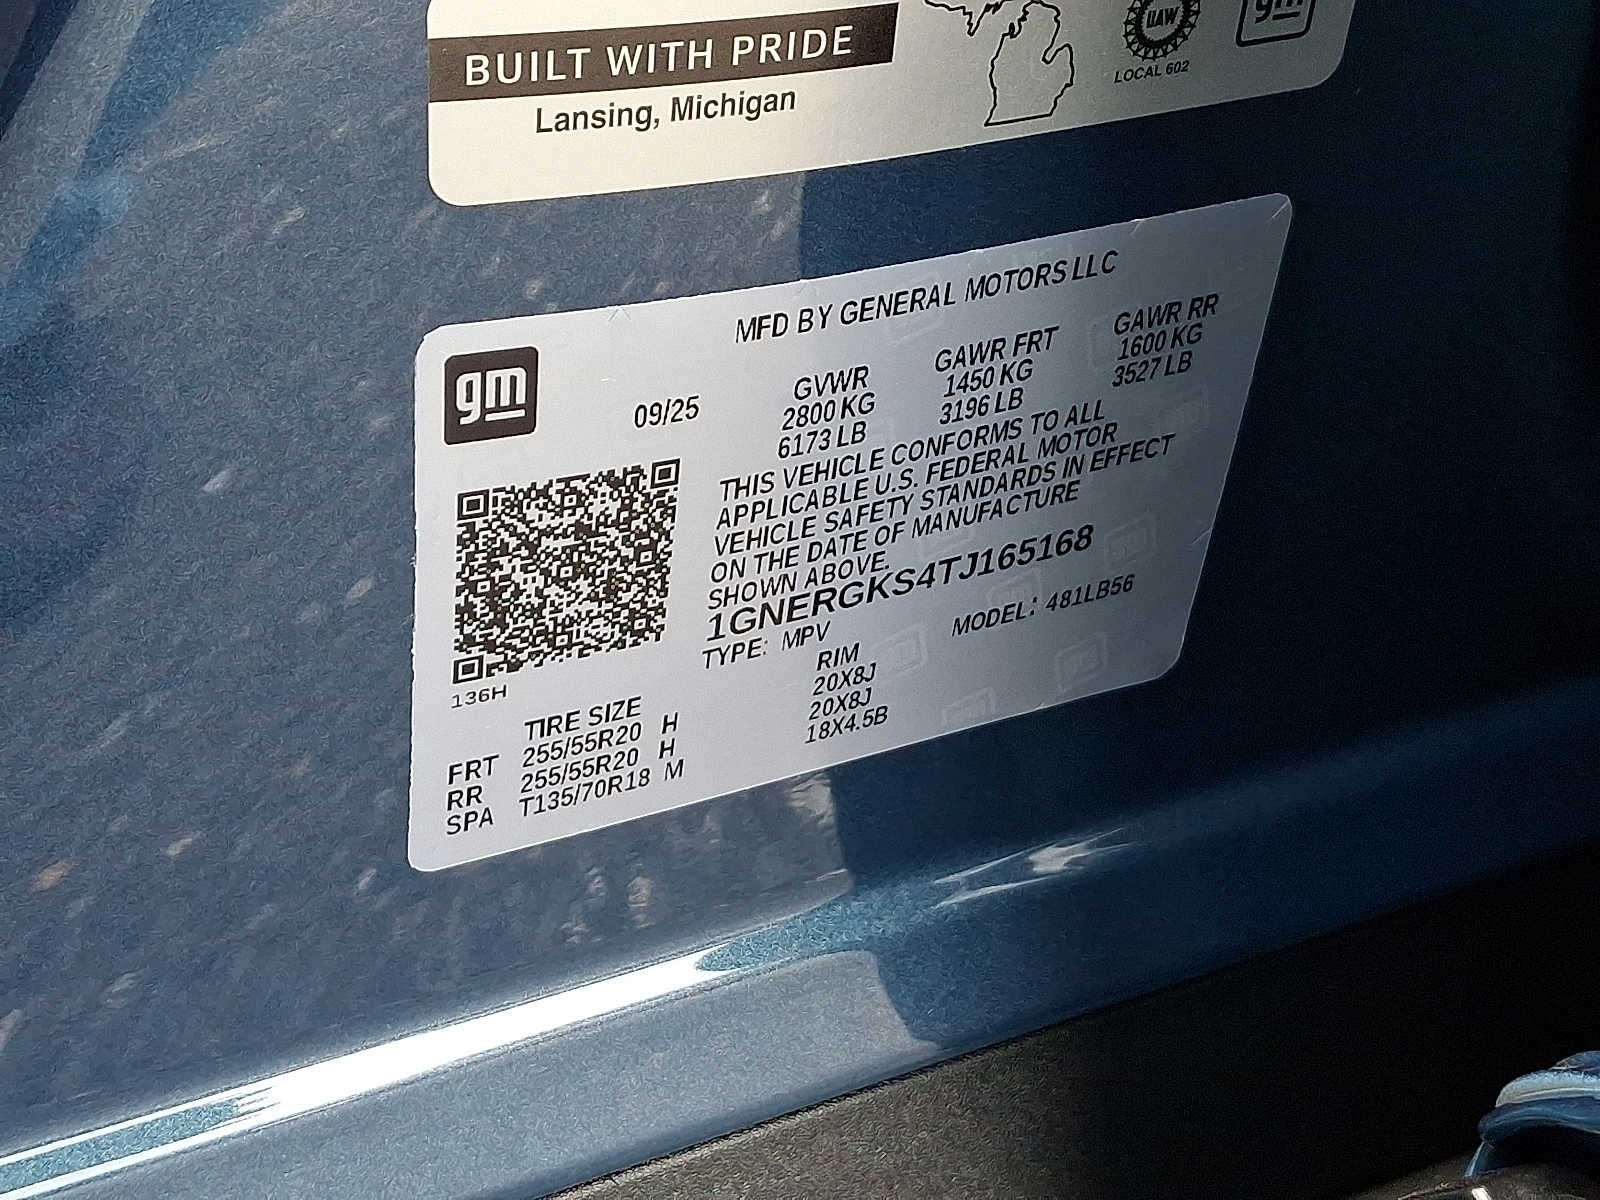 BUILT WITH PRIDE
Lansing, Michigan
UAW
LOCAL 602
gm
MFD BY GENERAL MOTORS LLC
gm
09/25
GVWR
2800 KG
6173 LB
GAWR FRT
1450 KG
3196 LB
GAWR RR
1600 KG
3527 LB
THIS VEHICLE CONFORMS TO ALL
APPLICABLE U.S. FEDERAL MOTOR
VEHICLE SAFETY STANDARDS IN EFFECT
ON THE DATE OF MANUFACTURE
SHOWN ABOVE.
1GNERGKS4TJ165168
TYPE: MPV MODEL: 481LB56
136H
TIRE SIZE RIM
FRT 255/55R20 H 20X8J
RR 255/55R20 H 20X8J
SPA T135/70R18 M 18X4.5B